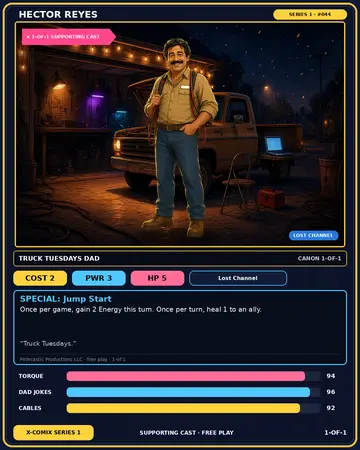 HECTOR REYES
SERIES 1 · #044
★ 1-OF-1 SUPPORTING CAST
LOST CHANNEL
TRUCK TUESDAYS DAD
CANON 1-OF-1
COST 2
PWR 3
HP 5
Lost Channel
SPECIAL: Jump Start
Once per game, gain 2 Energy this turn. Once per turn, heal 1 to an ally.
"Truck Tuesdays."
Petecastic Productions LLC · free play · 1-of-1
TORQUE 94
DAD JOKES 96
CABLES 92
X-COMIX SERIES 1
SUPPORTING CAST · FREE PLAY
1-OF-1